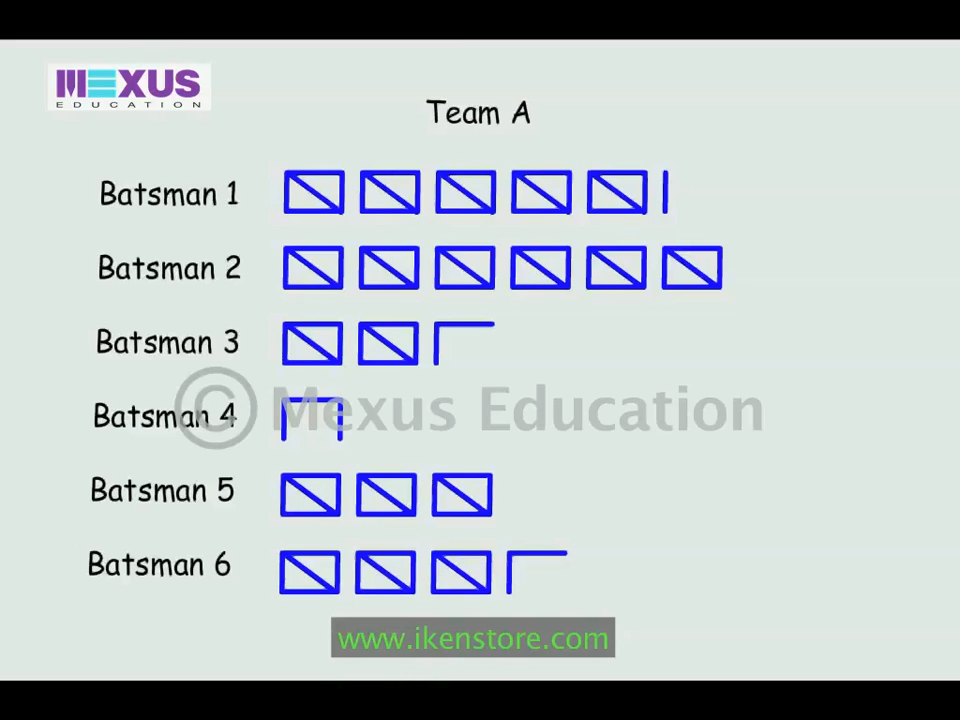 MEXUS
EDUCATION
Team A
Batsman 1
Batsman 2
Batsman 3
Batsman 4
© Mexus Education
Batsman 5
Batsman 6
www.ikenstore.com